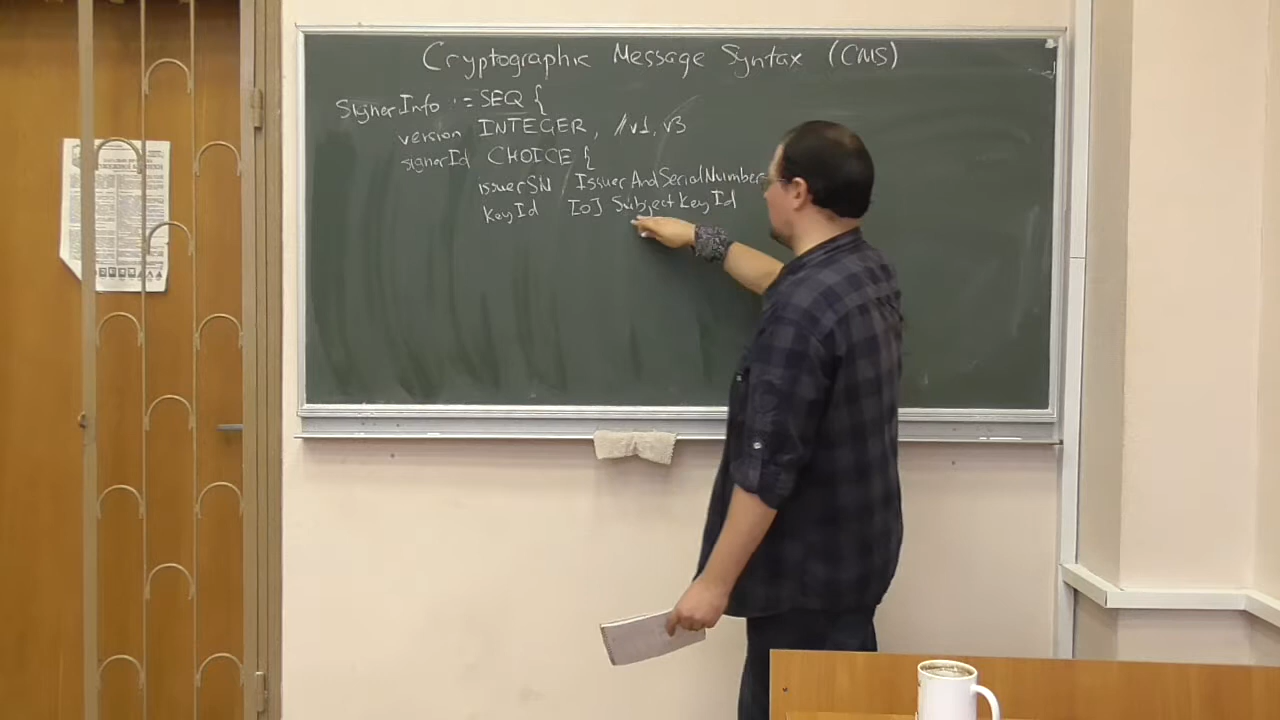 Cryptographic Message Syntax (CMS)
SignerInfo ::= SEQ {
version INTEGER, // v1, v3
signerId CHOICE {
issuerSN IssuerAndSerialNumber
keyId [0] SubjectKeyId